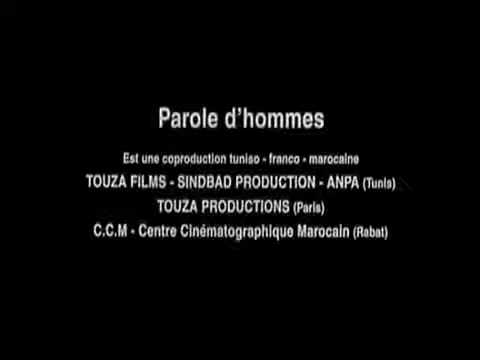 Parole d'hommes
Est une coproduction tuniso - franco - marocaine
TOUZA FILMS - SINDBAD PRODUCTION - ANPA (Tunis)
TOUZA PRODUCTIONS (Paris)
C.C.M - Centre Cinématographique Marocain (Rabat)